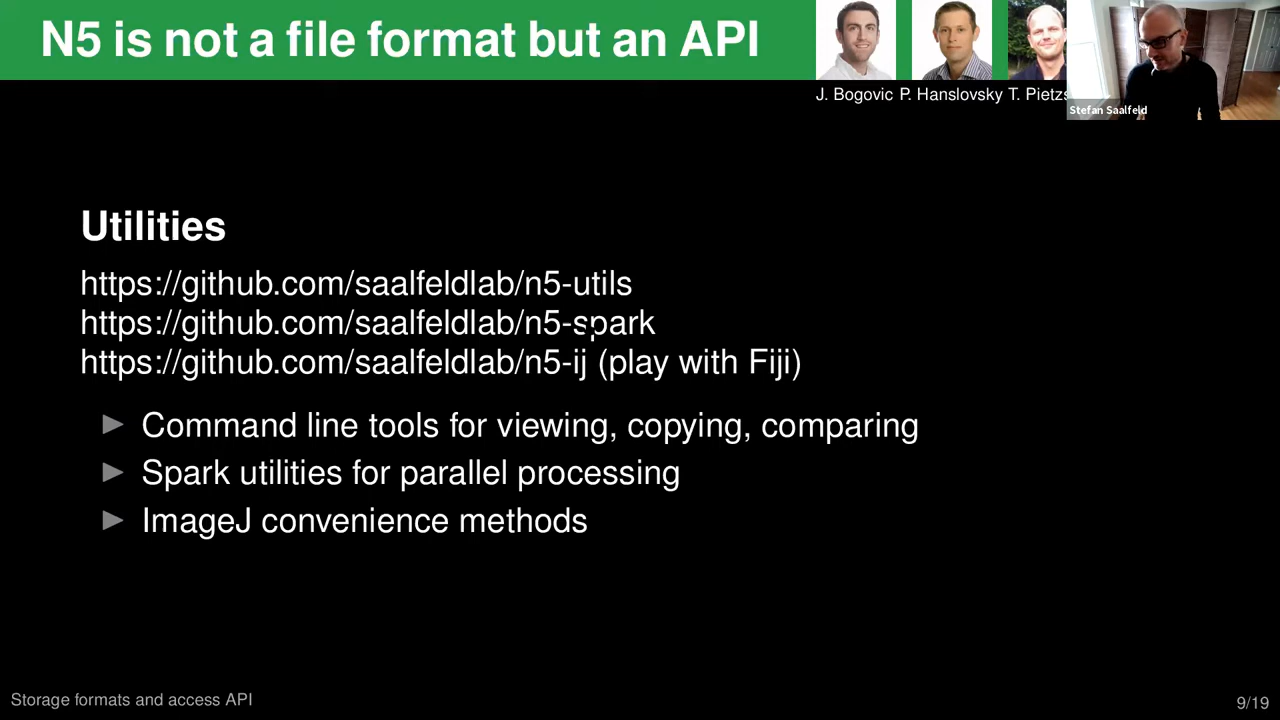 N5 is not a file format but an API
J. Bogovic P. Hanslovsky T. Pietzs
Stefan Saalfeld
Utilities
https://github.com/saalfeldlab/n5-utils
https://github.com/saalfeldlab/n5-spark
https://github.com/saalfeldlab/n5-ij (play with Fiji)
Command line tools for viewing, copying, comparing
Spark utilities for parallel processing
ImageJ convenience methods
Storage formats and access API
9/19